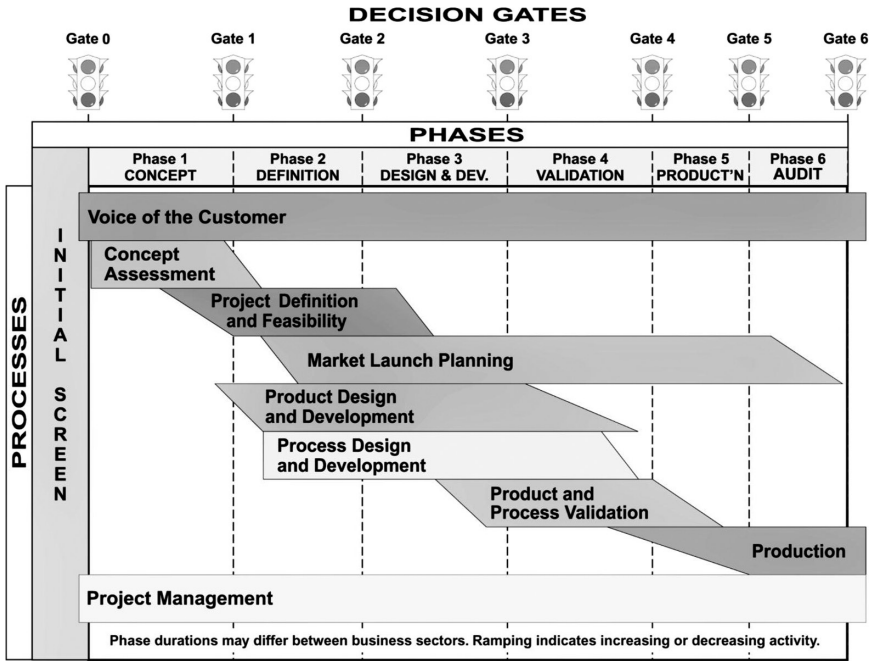 DECISION GATES
Gate 0 Gate 1 Gate 2 Gate 3 Gate 4 Gate 5 Gate 6
PHASES
Phase 1 Phase 2 Phase 3 Phase 4 Phase 5 Phase 6
CONCEPT DEFINITION DESIGN & DEV. VALIDATION PRODUCT'N AUDIT
PROCESSES
INITIAL SCREEN
Voice of the Customer
Concept
Assessment
Project Definition
and Feasibility
Market Launch Planning
Product Design
and Development
Process Design
and Development
Product and
Process Validation
Production
Project Management
Phase durations may differ between business sectors. Ramping indicates increasing or decreasing activity.